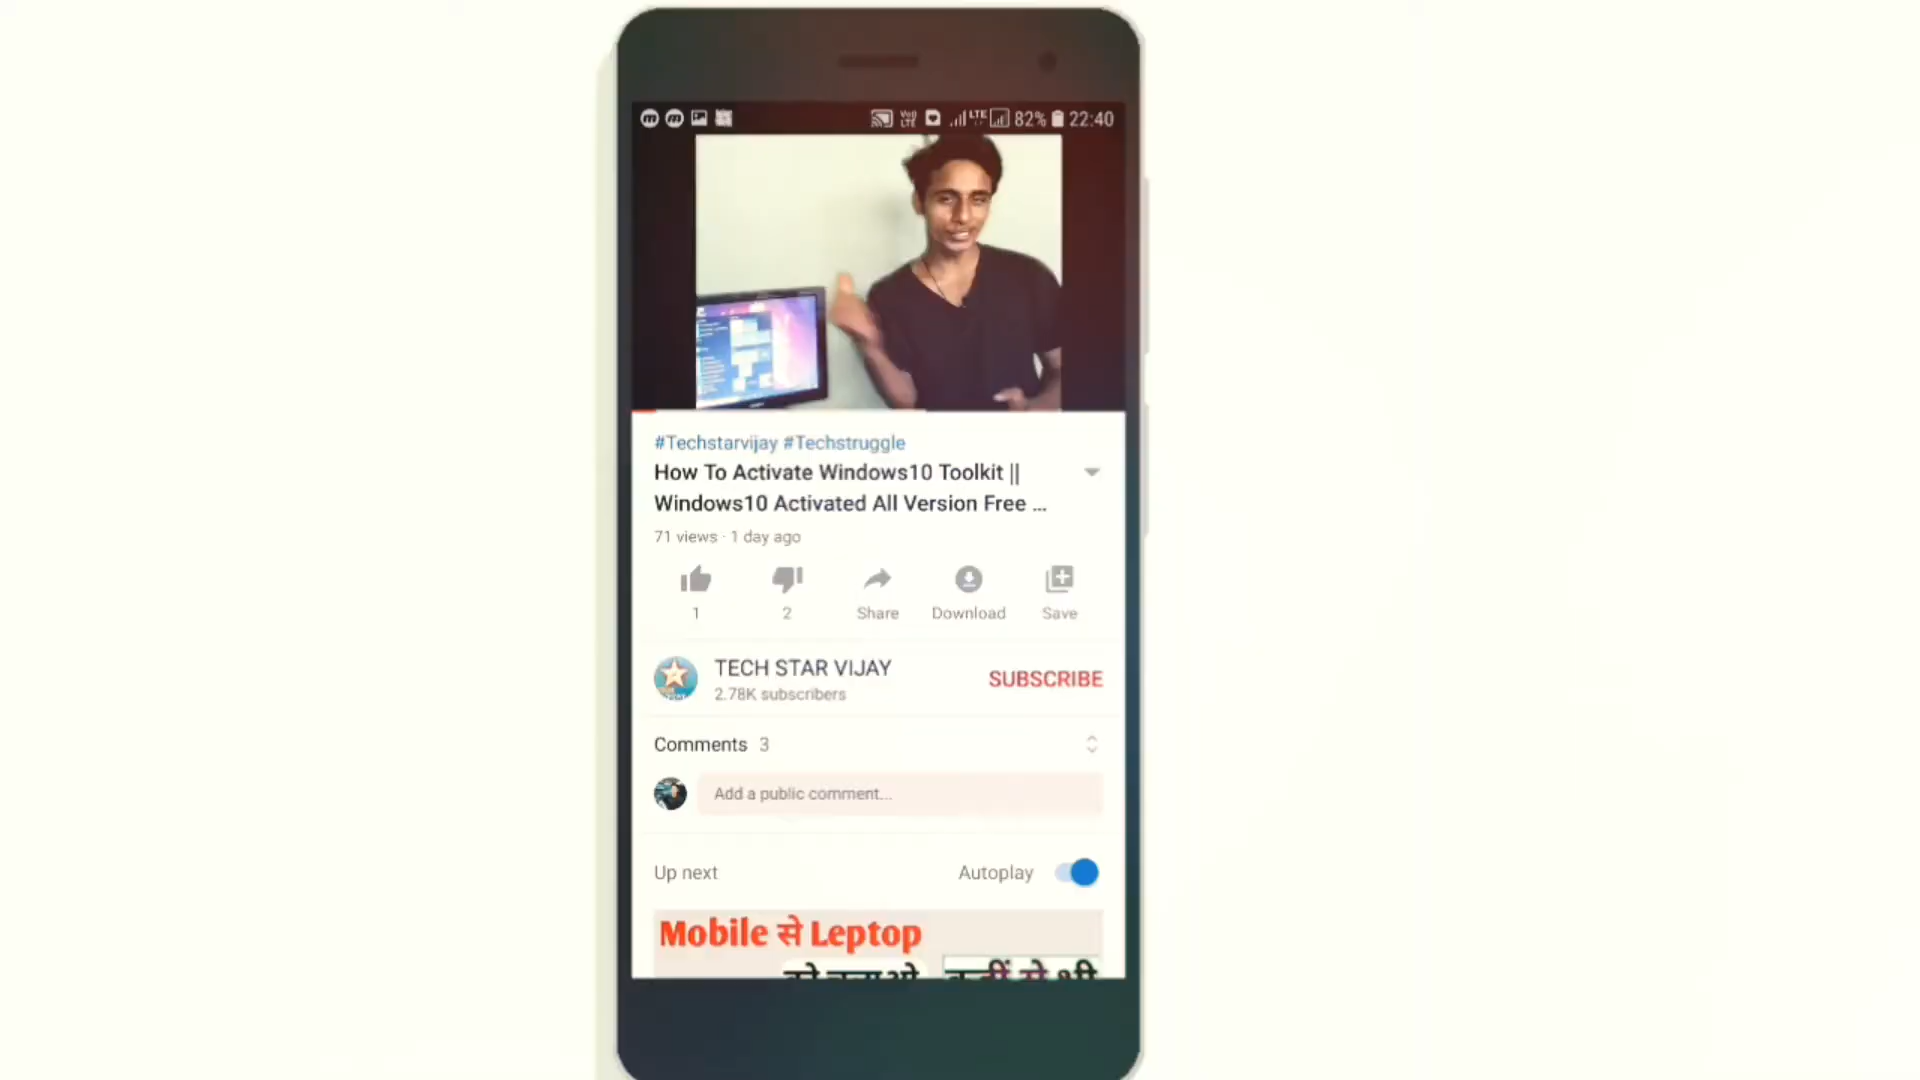 82% 22:40
#Techstarvijay #Techstruggle
How To Activate Windows10 Toolkit ||
Windows10 Activated All Version Free ...
71 views · 1 day ago
1 2 Share Download Save
TECH STAR VIJAY
2.78K subscribers
SUBSCRIBE
Comments 3
Add a public comment...
Up next Autoplay
Mobile से Leptop